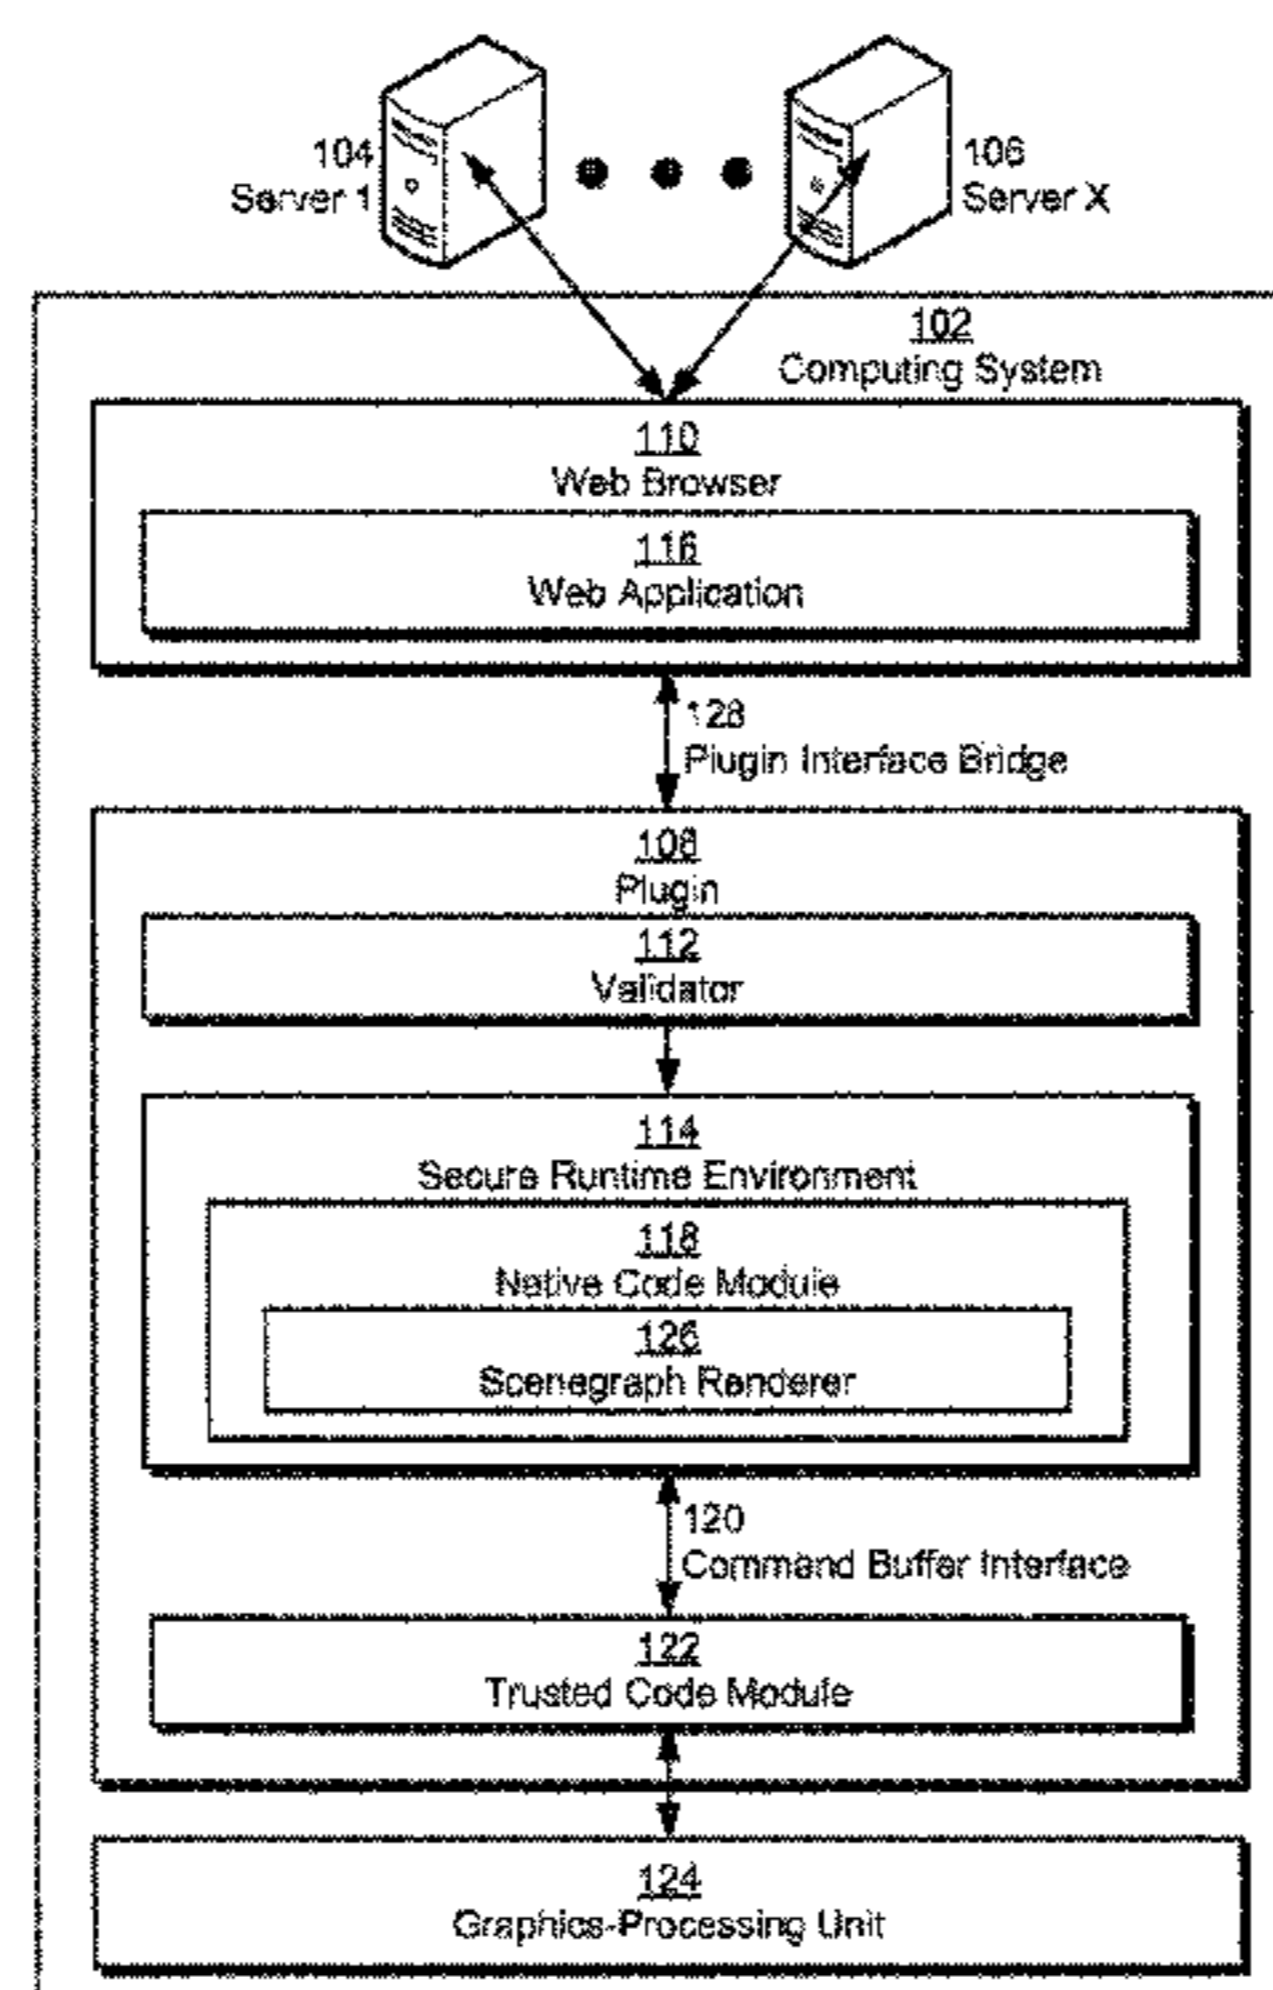 104
Server 1
106
Server X
102
Computing System
110
Web Browser
116
Web Application
128
Plugin Interface Bridge
108
Plugin
112
Validator
114
Secure Runtime Environment
118
Native Code Module
126
Scenegraph Renderer
120
Command Buffer Interface
122
Trusted Code Module
124
Graphics-Processing Unit